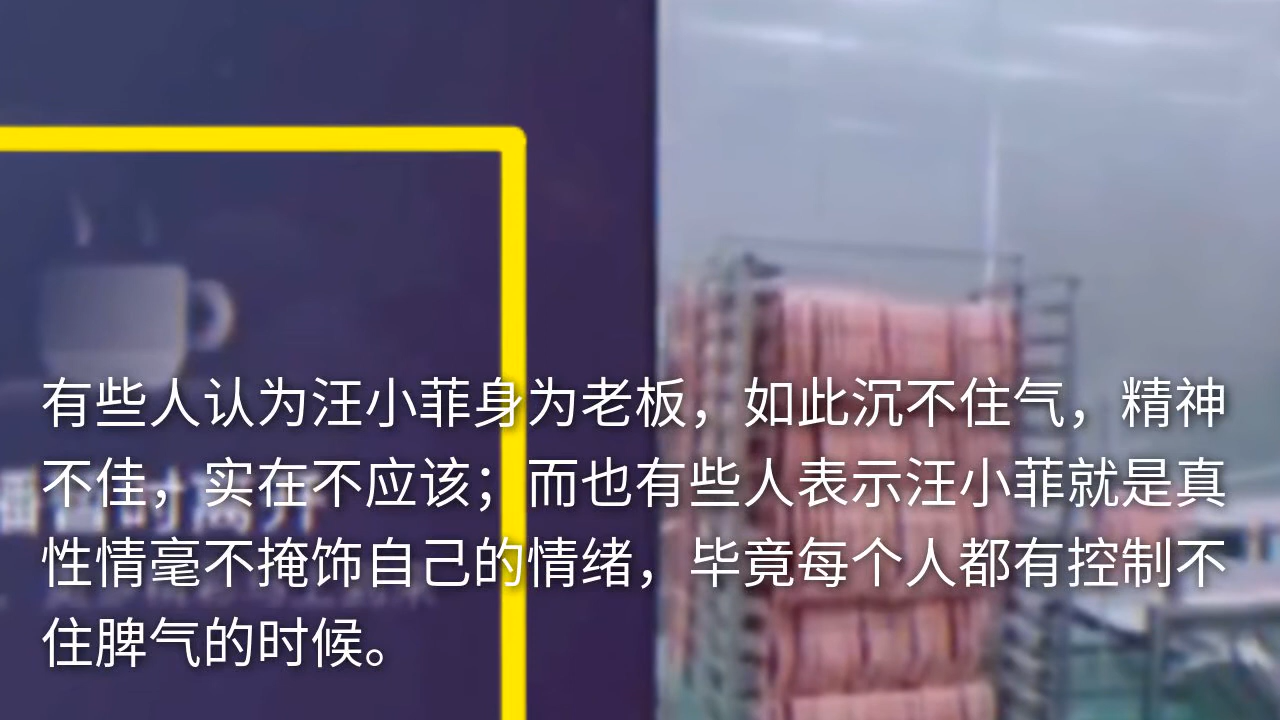 有些人认为汪小菲身为老板，如此沉不住气，精神
不佳，实在不应该；而也有些人表示汪小菲就是真
性情毫不掩饰自己的情绪，毕竟每个人都有控制不
住脾气的时候。